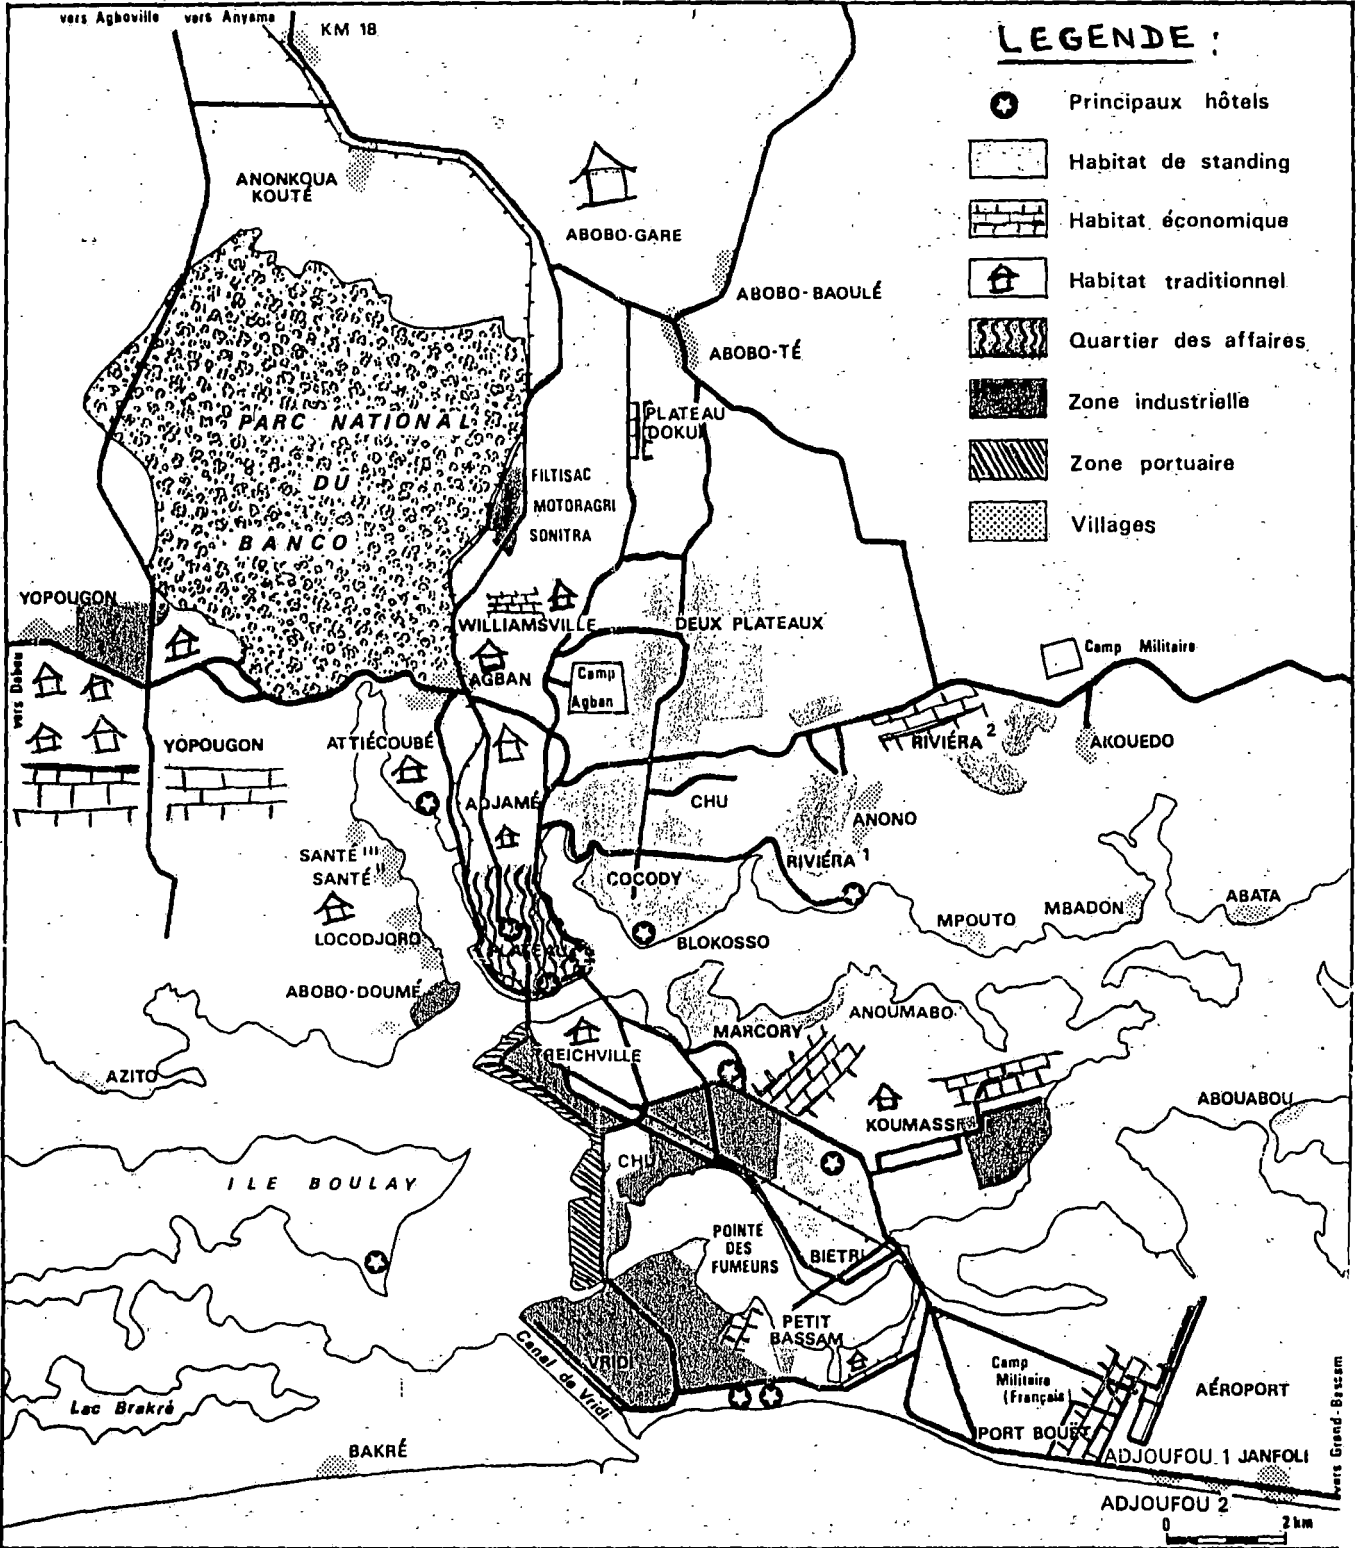 vers Agboville vers Anyama
KM 18
LEGENDE :
Principaux hôtels
Habitat de standing
Habitat économique
Habitat traditionnel
Quartier des affaires
Zone industrielle
Zone portuaire
Villages
ANONKOUA
KOUTÉ
ABOBO-GARE
ABOBO-BAOULÉ
ABOBO-TÉ
PARC NATIONAL
DU
BANCO
PLATEAU
DOKUI
FILTISAC
MOTORAGRI
SONITRA
YOPOUGON
WILLIAMSVILLE
DEUX PLATEAUX
vers Dabou
AGBAN
Camp
Agban
Camp Militaire
YOPOUGON
ATTIÉCOUBÉ
RIVIÉRA 2
AKOUEDO
ADJAMÉ
CHU
ANONO
SANTÉ III
SANTÉ II
RIVIÉRA 1
COCODY
LOCODJORO
BLOKOSSO
MPOUTO
MBADON
ABATA
PLATEAU
ABOBO-DOUMÉ
ANOUMABO
MARCORY
TREICHVILLE
AZITO
KOUMASSI
ABOUABOU
CHU
ILE BOULAY
POINTE
DES
FUMEURS
BIETRI
PETIT
BASSAM
VRIDI
Canal de Vridi
Camp
Militaire
(Français)
AÉROPORT
Lac Brakré
PORT BOUËT
BAKRÉ
ADJOUFOU 1 JANFOLI
vers Grand-Bassam
ADJOUFOU 2
0 2 km